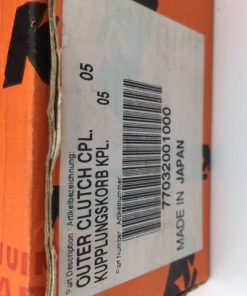 Part Description Artikelbezeichnung:
OUTER CLUTCH CPL. 05
KUPPLUNGSKORB KPL. 05
Part Number Artikelnummer:
77032001000
MADE IN JAPAN